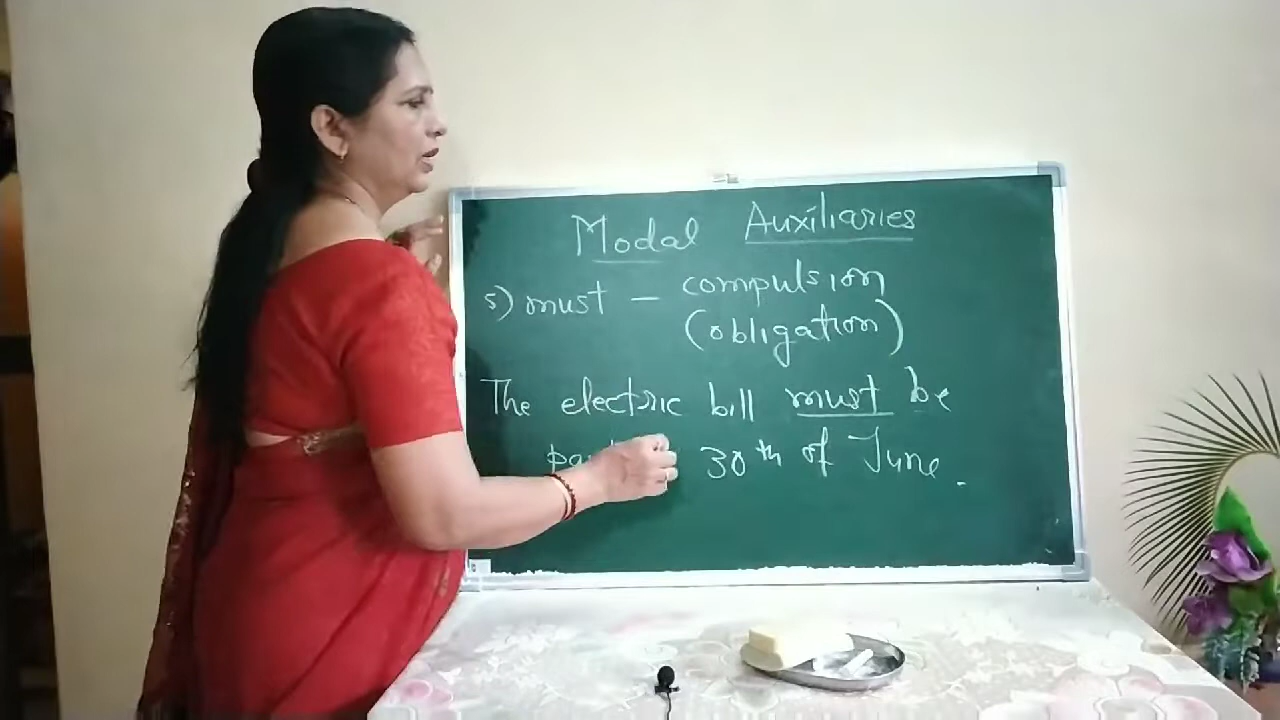 Modal Auxiliaries
5) must – compulsion
(obligation)
The electric bill must be
30th of June.